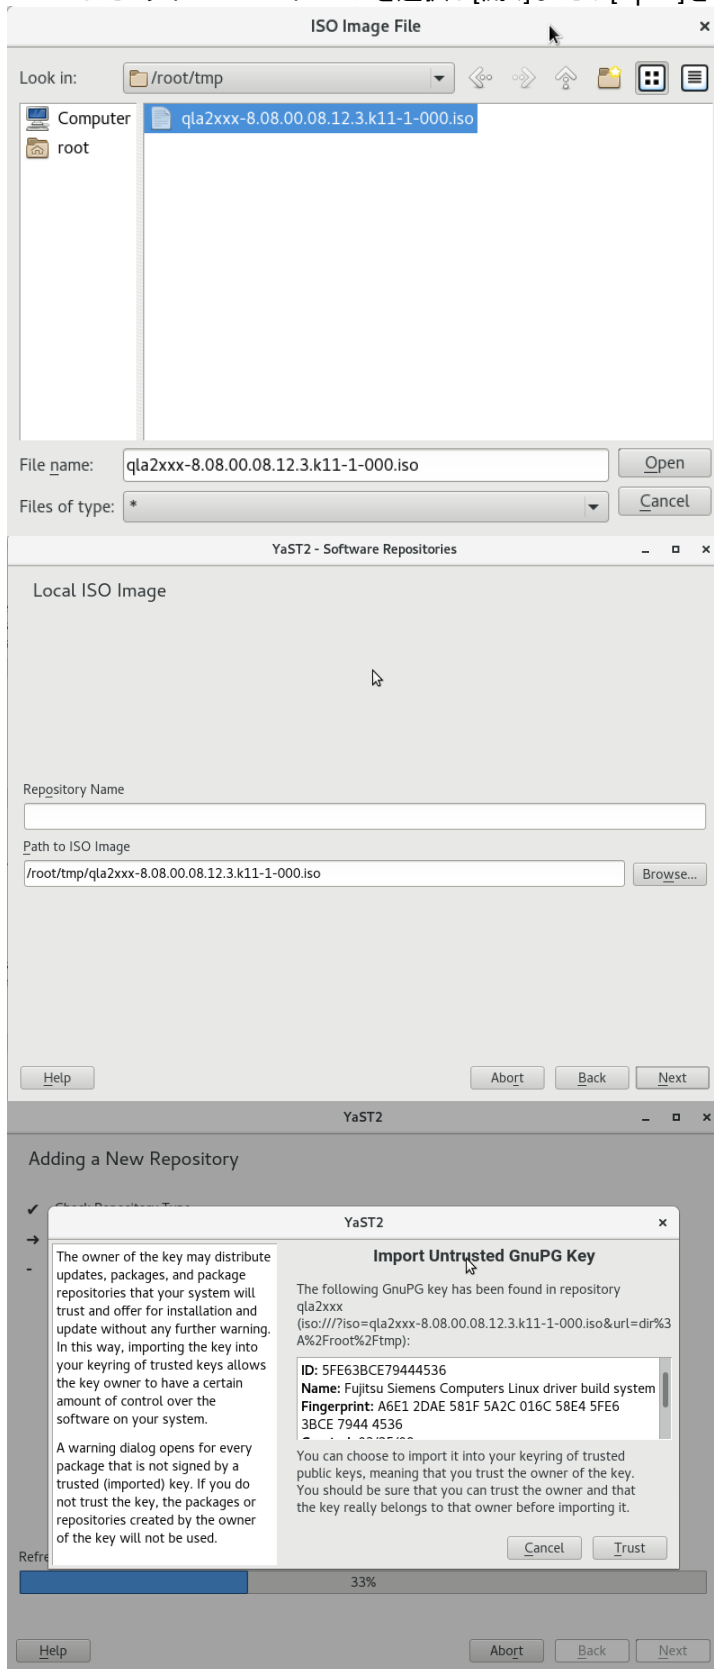 ISO Image File
Look in:
/root/tmp
Computer
root
qla2xxx-8.08.00.08.12.3.k11-1-000.iso
File name:
qla2xxx-8.08.00.08.12.3.k11-1-000.iso
Open
Files of type:
*
Cancel
YaST2 - Software Repositories
Local ISO Image
Repository Name
Path to ISO Image
/root/tmp/qla2xxx-8.08.00.08.12.3.k11-1-000.iso
Browse...
Help
Abort
Back
Next
YaST2
Adding a New Repository
YaST2
The owner of the key may distribute
updates, packages, and package
repositories that your system will
trust and offer for installation and
update without any further warning.
In this way, importing the key into
your keyring of trusted keys allows
the key owner to have a certain
amount of control over the
software on your system.
A warning dialog opens for every
package that is not signed by a
trusted (imported) key. If you do
not trust the key, the packages or
repositories created by the owner
of the key will not be used.
Import Untrusted GnuPG Key
The following GnuPG key has been found in repository
qla2xxx
(iso:///?iso=qla2xxx-8.08.00.08.12.3.k11-1-000.iso&url=dir%3
A%2Froot%2Ftmp):
ID: 5FE63BCE79444536
Name: Fujitsu Siemens Computers Linux driver build system
Fingerprint: A6E1 2DAE 581F 5A2C 016C 58E4 5FE6
3BCE 7944 4536
You can choose to import it into your keyring of trusted
public keys, meaning that you trust the owner of the key.
You should be sure that you can trust the owner and that
the key really belongs to that owner before importing it.
Cancel
Trust
Refre
33%
Help
Abort
Back
Next